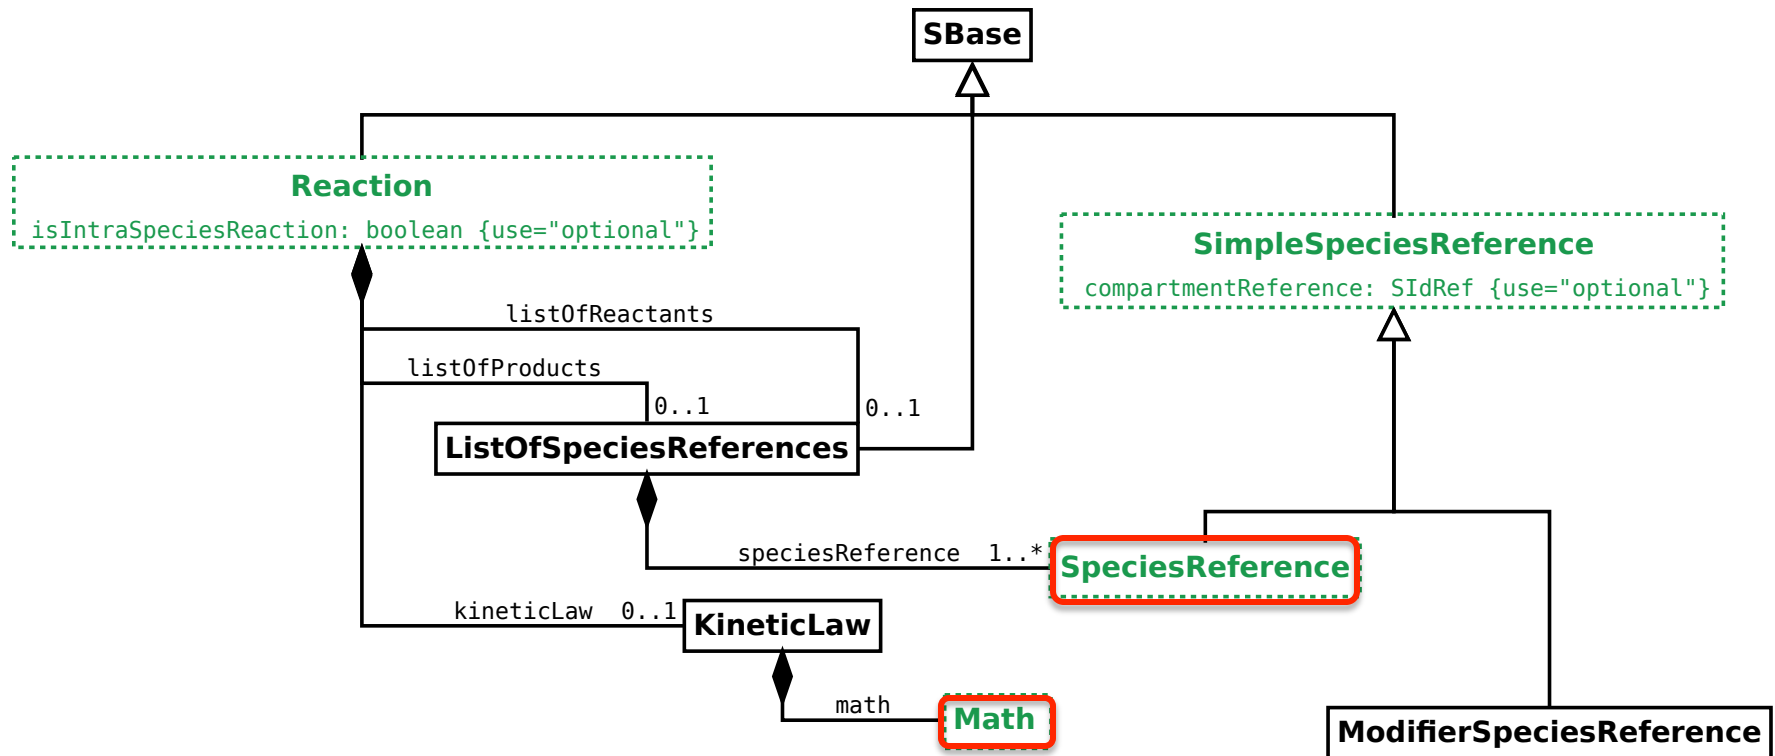 SBase
Reaction
isIntraSpeciesReaction: boolean {use="optional"}
SimpleSpeciesReference
compartmentReference: SIdRef {use="optional"}
listOfReactants
listOfProducts
0..1
0..1
ListOfSpeciesReferences
speciesReference 1..*
SpeciesReference
kineticLaw 0..1
KineticLaw
math
Math
ModifierSpeciesReference